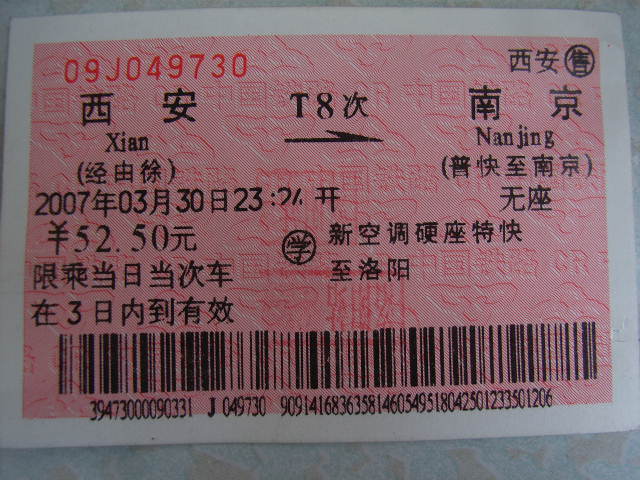 09J049730
西安 售
西安 T8次 南京
Xian Nanjing
(经由徐) (普快至南京)
2007年03月30日23:24开 无座
¥52.50元 学 新空调硬座特快
限乘当日当次车 至洛阳
在3日内到有效
39473000090331 J 049730 90914168363581460549518042501233501206